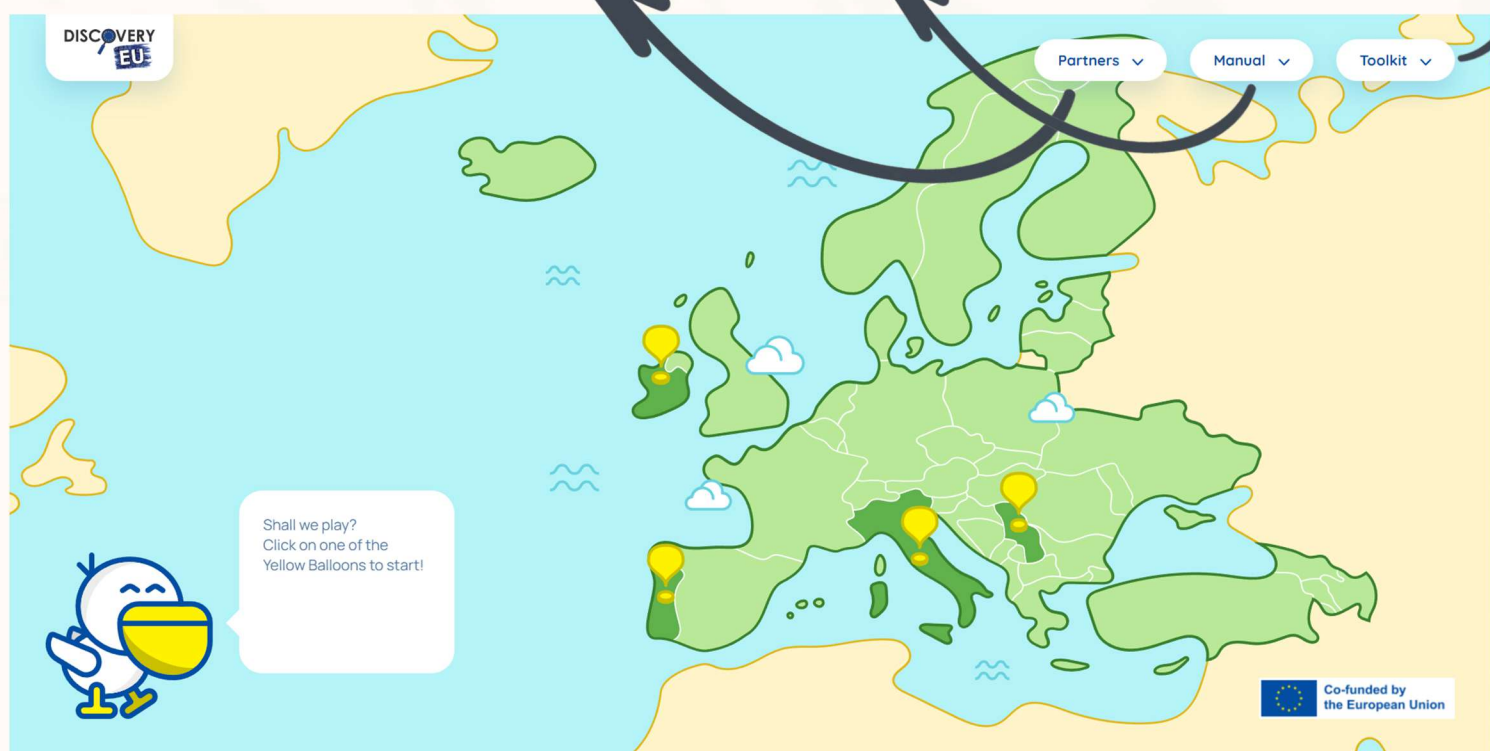 DISCOVERY
EU
Partners
Manual
Toolkit
Shall we play?
Click on one of the
Yellow Balloons to start!
Co-funded by
the European Union